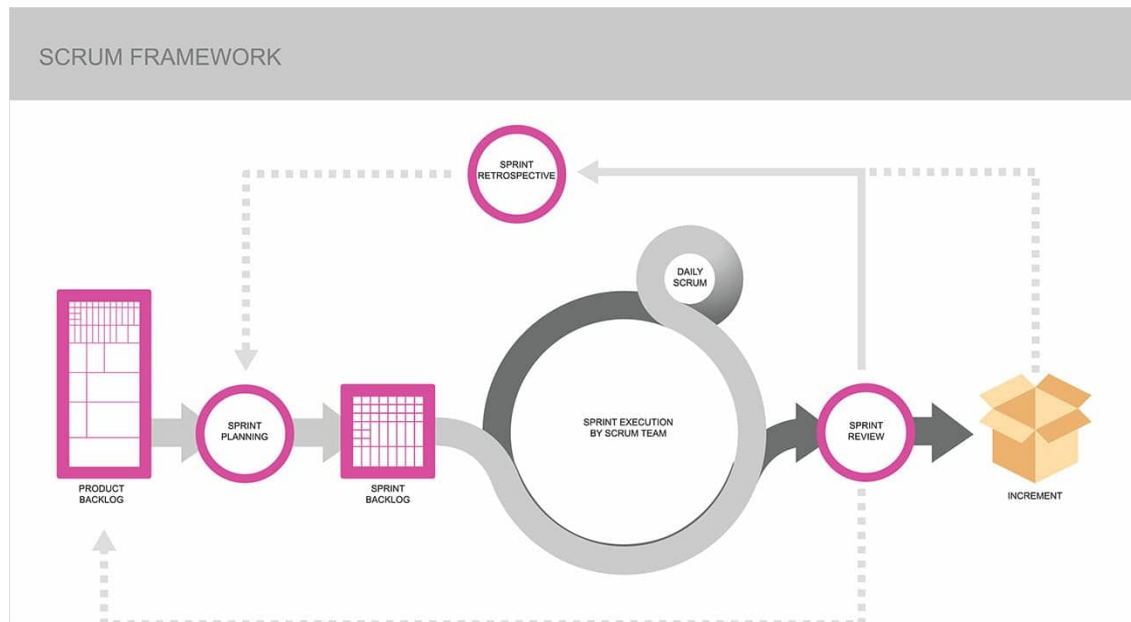 SCRUM FRAMEWORK
SPRINT
RETROSPECTIVE
DAILY
SCRUM
SPRINT
PLANNING
SPRINT EXECUTION
BY SCRUM TEAM
SPRINT
REVIEW
PRODUCT
BACKLOG
SPRINT
BACKLOG
INCREMENT